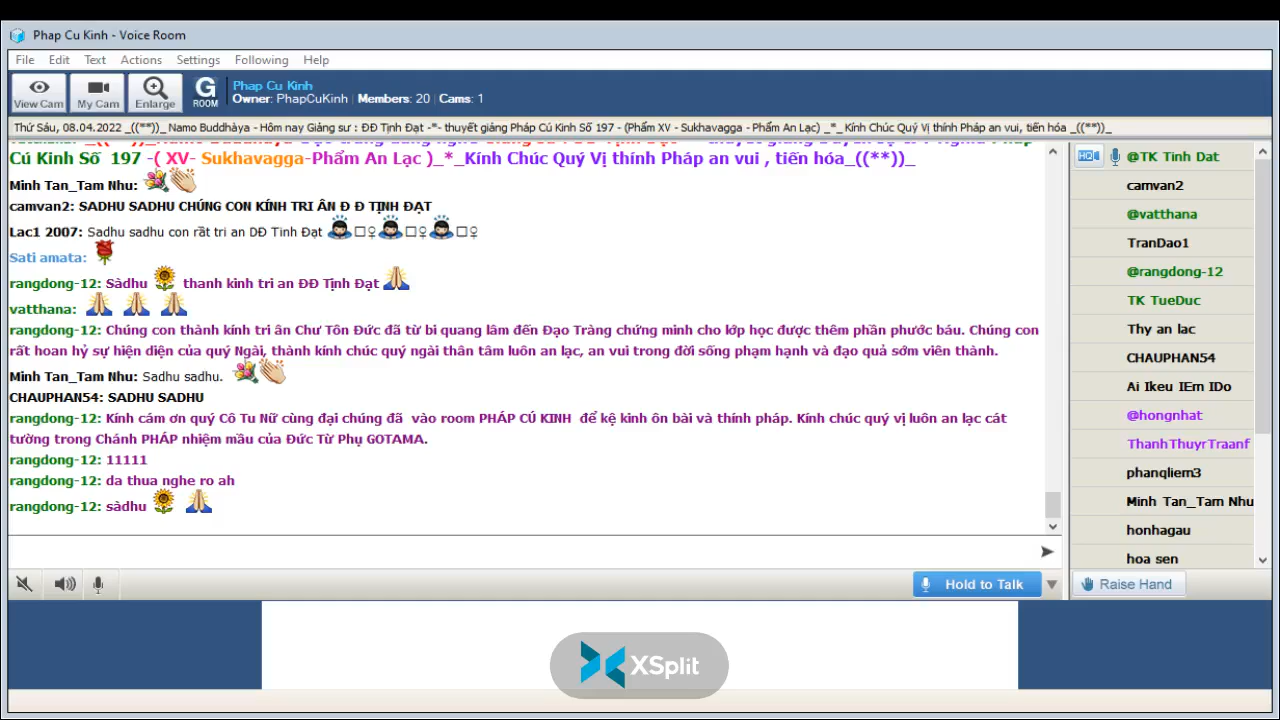 Phap Cu Kinh - Voice Room
File Edit Text Actions Settings Following Help
View Cam My Cam Enlarge G ROOM
Phap Cu Kinh
Owner: PhapCuKinh | Members: 20 | Cams: 1
Thứ Sáu, 08.04.2022 _((**))_ Namo Buddhàya - Hôm nay Giảng sư : ĐĐ Tịnh Đạt -*- thuyết giảng Pháp Cú Kinh Số 197 - (Phẩm XV - Sukhavagga - Phẩm An Lạc) _*_ Kính Chúc Quý Vị thính Pháp an vui, tiến hóa _((**))_
Cú Kinh Số 197 -( XV- Sukhavagga-Phẩm An Lạc )_*_Kính Chúc Quý Vị thính Pháp an vui , tiến hóa_((**))_
Minh Tan_Tam Nhu:
camvan2: SADHU SADHU CHÚNG CON KÍNH TRI ÂN Đ Đ TỊNH ĐẠT
Lac1 2007: Sadhu sadhu con rất tri an DĐ Tinh Đạt
Sati amata:
rangdong-12: Sàdhu thanh kinh tri an ĐĐ Tịnh Đạt
vatthana:
rangdong-12: Chúng con thành kính tri ân Chư Tôn Đức đã từ bi quang lâm đến Đạo Tràng chứng minh cho lớp học được thêm phần phước báu. Chúng con
rất hoan hỷ sự hiện diện của quý Ngài, thành kính chúc quý ngài thân tâm luôn an lạc, an vui trong đời sống phạm hạnh và đạo quả sớm viên thành.
Minh Tan_Tam Nhu: Sadhu sadhu.
CHAUPHAN54: SADHU SADHU
rangdong-12: Kính cám ơn quý Cô Tu Nữ cùng đại chúng đã vào room PHÁP CÚ KINH để kệ kinh ôn bài và thính pháp. Kính chúc quý vị luôn an lạc cát
tường trong Chánh PHÁP nhiệm mầu của Đức Từ Phụ GOTAMA.
rangdong-12: 11111
rangdong-12: da thua nghe ro ah
rangdong-12: sàdhu
Hold to Talk
HQ @TK Tinh Dat
camvan2
@vatthana
TranDao1
@rangdong-12
TK TueDuc
Thy an lac
CHAUPHAN54
Ai Ikeu IEm IDo
@hongnhat
ThanhThuyrTraanf
phanqliem3
Minh Tan_Tam Nhu
honhagau
hoa sen
Raise Hand
XSplit